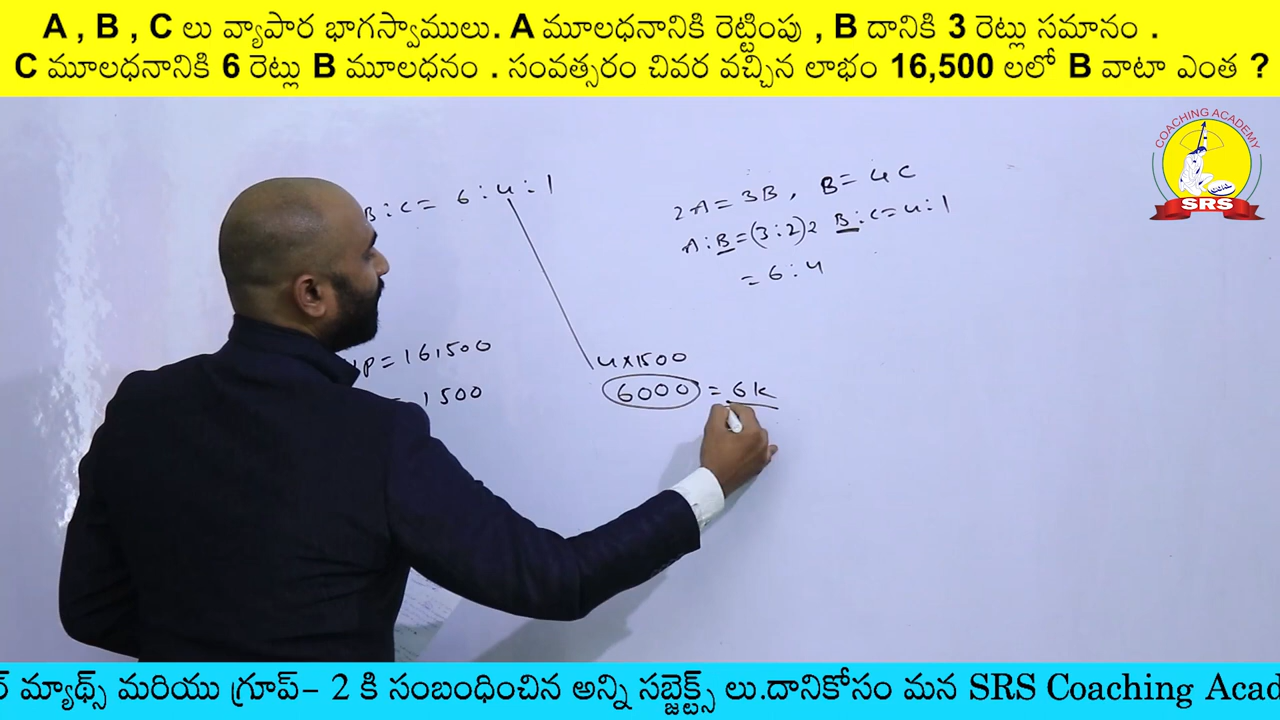 A , B , C లు వ్యాపార భాగస్వాములు. A మూలధనానికి రెట్టింపు , B దానికి 3 రెట్లు సమానం .
C మూలధనానికి 6 రెట్లు B మూలధనం . సంవత్సరం చివర వచ్చిన లాభం 16,500 లలో B వాటా ఎంత ?
COACHING ACADEMY
SRS
B : C = 6 : 4 : 1
2A = 3B , B = 4C
A : B = (3 : 2) 2 B : C = 4 : 1
= 6 : 4
P = 16,500
= 1500
4 x 1500
6000 = 6k
ర్ మ్యాథ్స్ మరియు గ్రూప్- 2 కి సంబంధించిన అన్ని సబ్జెక్ట్స్ లు.దానికోసం మన SRS Coaching Acad